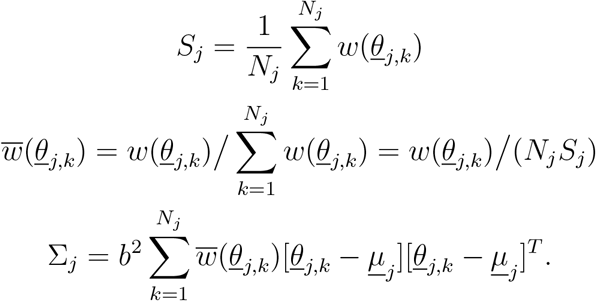 $S_j = \frac{1}{N_j} \sum_{k=1}^{N_j} w(\underline{\theta}_{j,k})$
$\overline{w}(\underline{\theta}_{j,k}) = w(\underline{\theta}_{j,k}) / \sum_{k=1}^{N_j} w(\underline{\theta}_{j,k}) = w(\underline{\theta}_{j,k})/(N_j S_j)$
$\Sigma_j = b^2 \sum_{k=1}^{N_j} \overline{w}(\underline{\theta}_{j,k})[\underline{\theta}_{j,k} - \underline{\mu}_j][\underline{\theta}_{j,k} - \underline{\mu}_j]^T.$